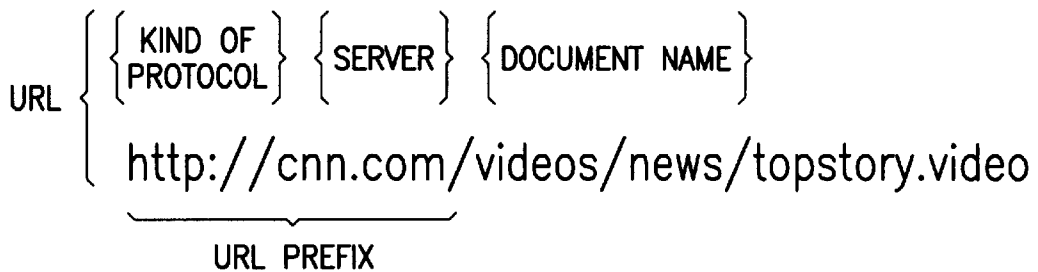 URL
KIND OF
PROTOCOL
SERVER
DOCUMENT NAME
http://cnn.com/videos/news/topstory.video
URL PREFIX